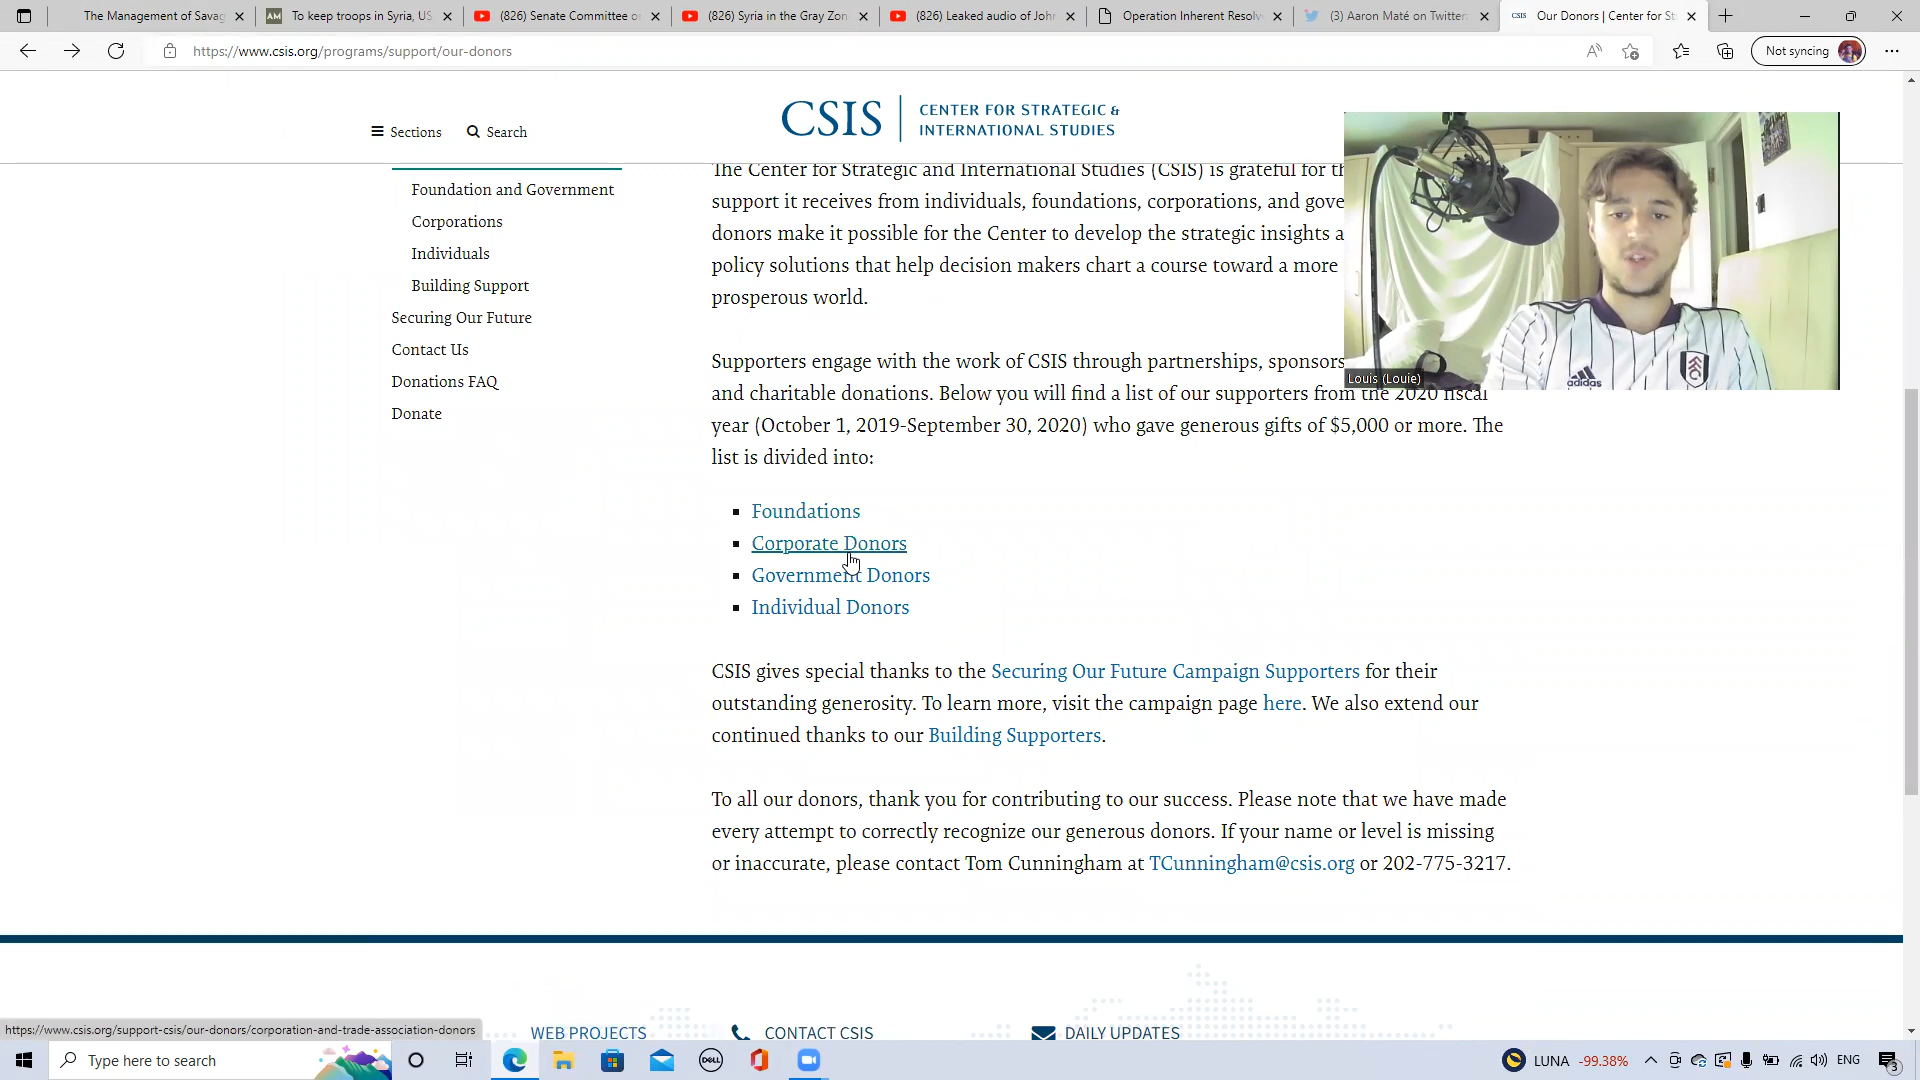 The Management of Savag
To keep troops in Syria, US
(826) Senate Committee o
(826) Syria in the Gray Zon
(826) Leaked audio of Joh
Operation Inherent Resolv
(3) Aaron Maté on Twitter:
Our Donors | Center for St
https://www.csis.org/programs/support/our-donors
Not syncing
Sections
Search
CSIS
CENTER FOR STRATEGIC &
INTERNATIONAL STUDIES
Foundation and Government
Corporations
Individuals
Building Support
Securing Our Future
Contact Us
Donations FAQ
Donate
The Center for Strategic and International Studies (CSIS) is grateful for th
support it receives from individuals, foundations, corporations, and gove
donors make it possible for the Center to develop the strategic insights a
policy solutions that help decision makers chart a course toward a more
prosperous world.
Supporters engage with the work of CSIS through partnerships, sponsors
and charitable donations. Below you will find a list of our supporters from the 2020 fiscal
year (October 1, 2019-September 30, 2020) who gave generous gifts of $5,000 or more. The
list is divided into:
Foundations
Corporate Donors
Government Donors
Individual Donors
CSIS gives special thanks to the Securing Our Future Campaign Supporters for their
outstanding generosity. To learn more, visit the campaign page here. We also extend our
continued thanks to our Building Supporters.
To all our donors, thank you for contributing to our success. Please note that we have made
every attempt to correctly recognize our generous donors. If your name or level is missing
or inaccurate, please contact Tom Cunningham at TCunningham@csis.org or 202-775-3217.
adidas
Louis (Louie)
WEB PROJECTS
CONTACT CSIS
DAILY UPDATES
https://www.csis.org/support-csis/our-donors/corporation-and-trade-association-donors
Type here to search
DELL
LUNA -99.38%
ENG
3